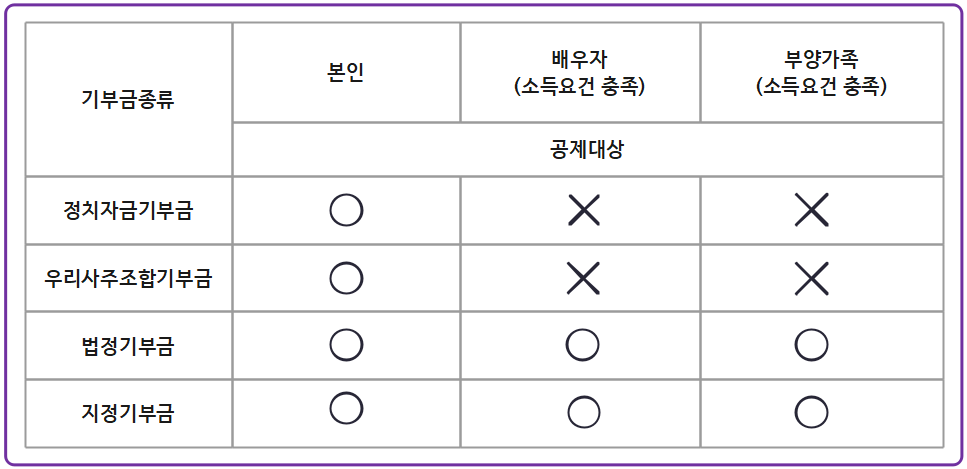 기부금종류
본인
배우자
(소득요건 충족)
부양가족
(소득요건 충족)
공제대상
정치자금기부금
우리사주조합기부금
법정기부금
지정기부금